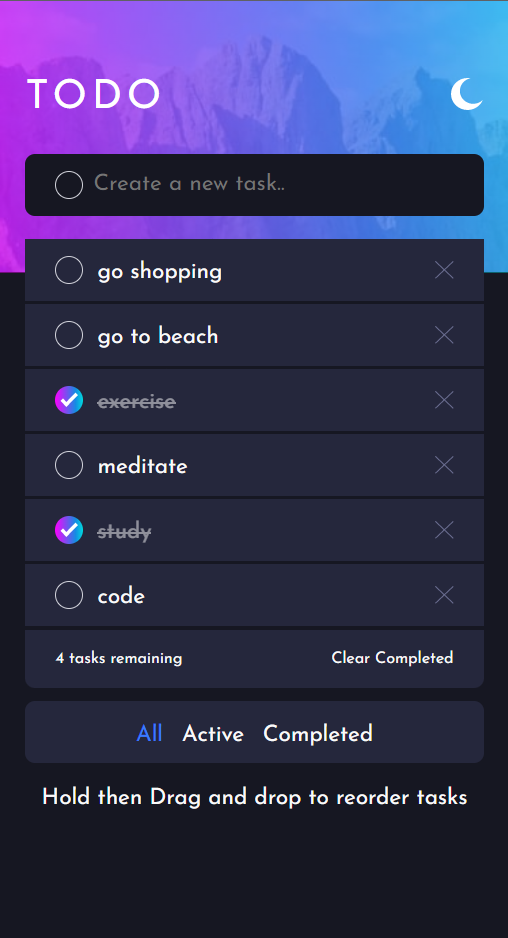 TODO
Create a new task..
go shopping
go to beach
exercise
meditate
study
code
4 tasks remaining Clear Completed
All Active Completed
Hold then Drag and drop to reorder tasks